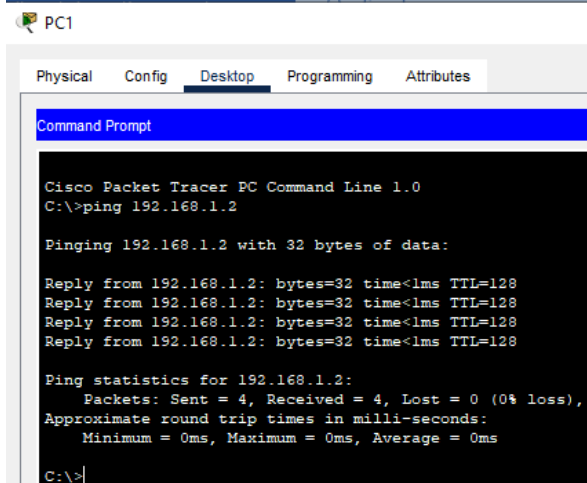 PC1
Physical Config Desktop Programming Attributes
Command Prompt
Cisco Packet Tracer PC Command Line 1.0
C:\>ping 192.168.1.2
Pinging 192.168.1.2 with 32 bytes of data:
Reply from 192.168.1.2: bytes=32 time<1ms TTL=128
Reply from 192.168.1.2: bytes=32 time<1ms TTL=128
Reply from 192.168.1.2: bytes=32 time<1ms TTL=128
Reply from 192.168.1.2: bytes=32 time<1ms TTL=128
Ping statistics for 192.168.1.2:
Packets: Sent = 4, Received = 4, Lost = 0 (0% loss),
Approximate round trip times in milli-seconds:
Minimum = 0ms, Maximum = 0ms, Average = 0ms
C:\>